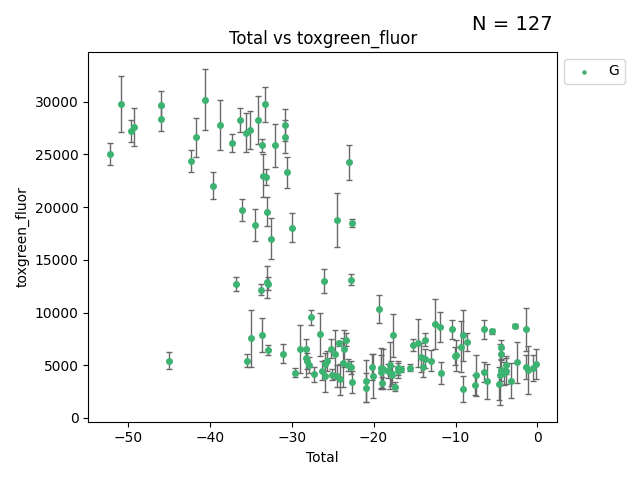 N = 127
Total vs toxgreen_fluor
G
toxgreen_fluor
30000
25000
20000
15000
10000
5000
0
−50 −40 −30 −20 −10 0
Total